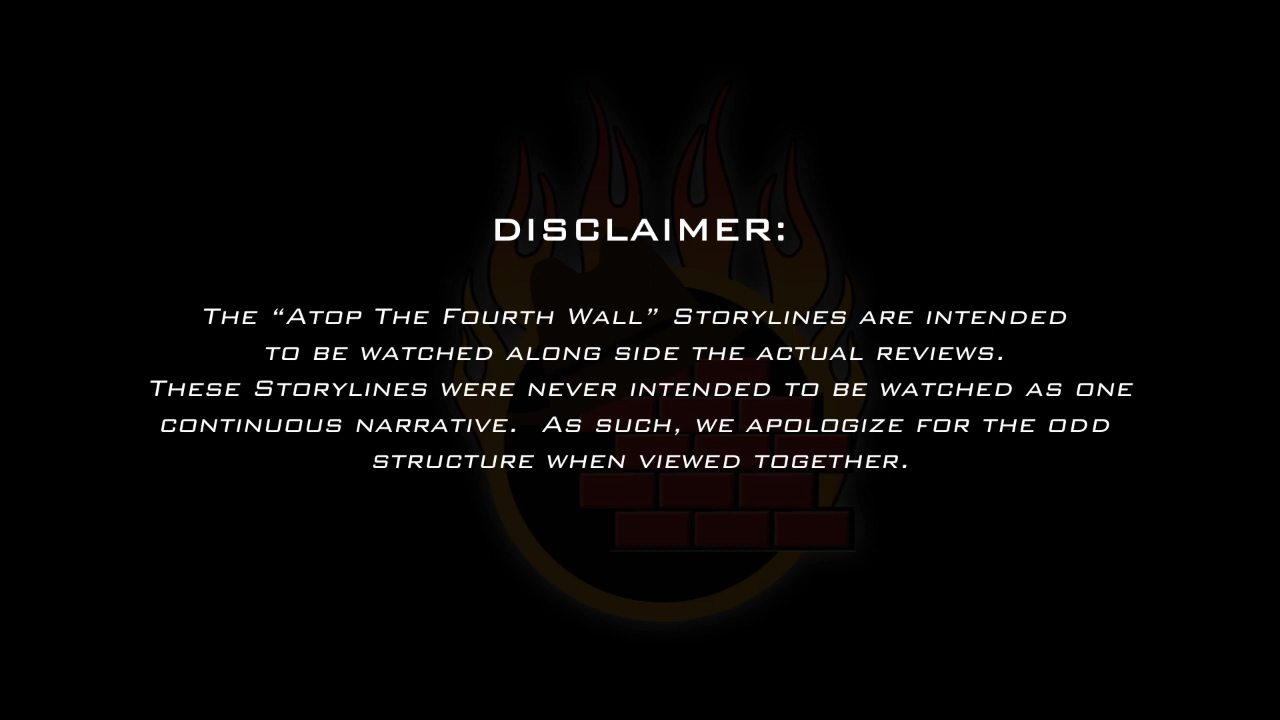 DISCLAIMER:
The “Atop The Fourth Wall” Storylines are intended
to be watched along side the actual reviews.
These Storylines were never intended to be watched as one
continuous narrative.  As such, we apologize for the odd
structure when viewed together.